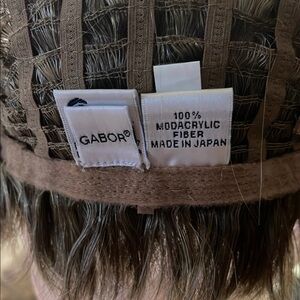 GABOR®
100%
MODACRYLIC
FIBER
MADE IN JAPAN